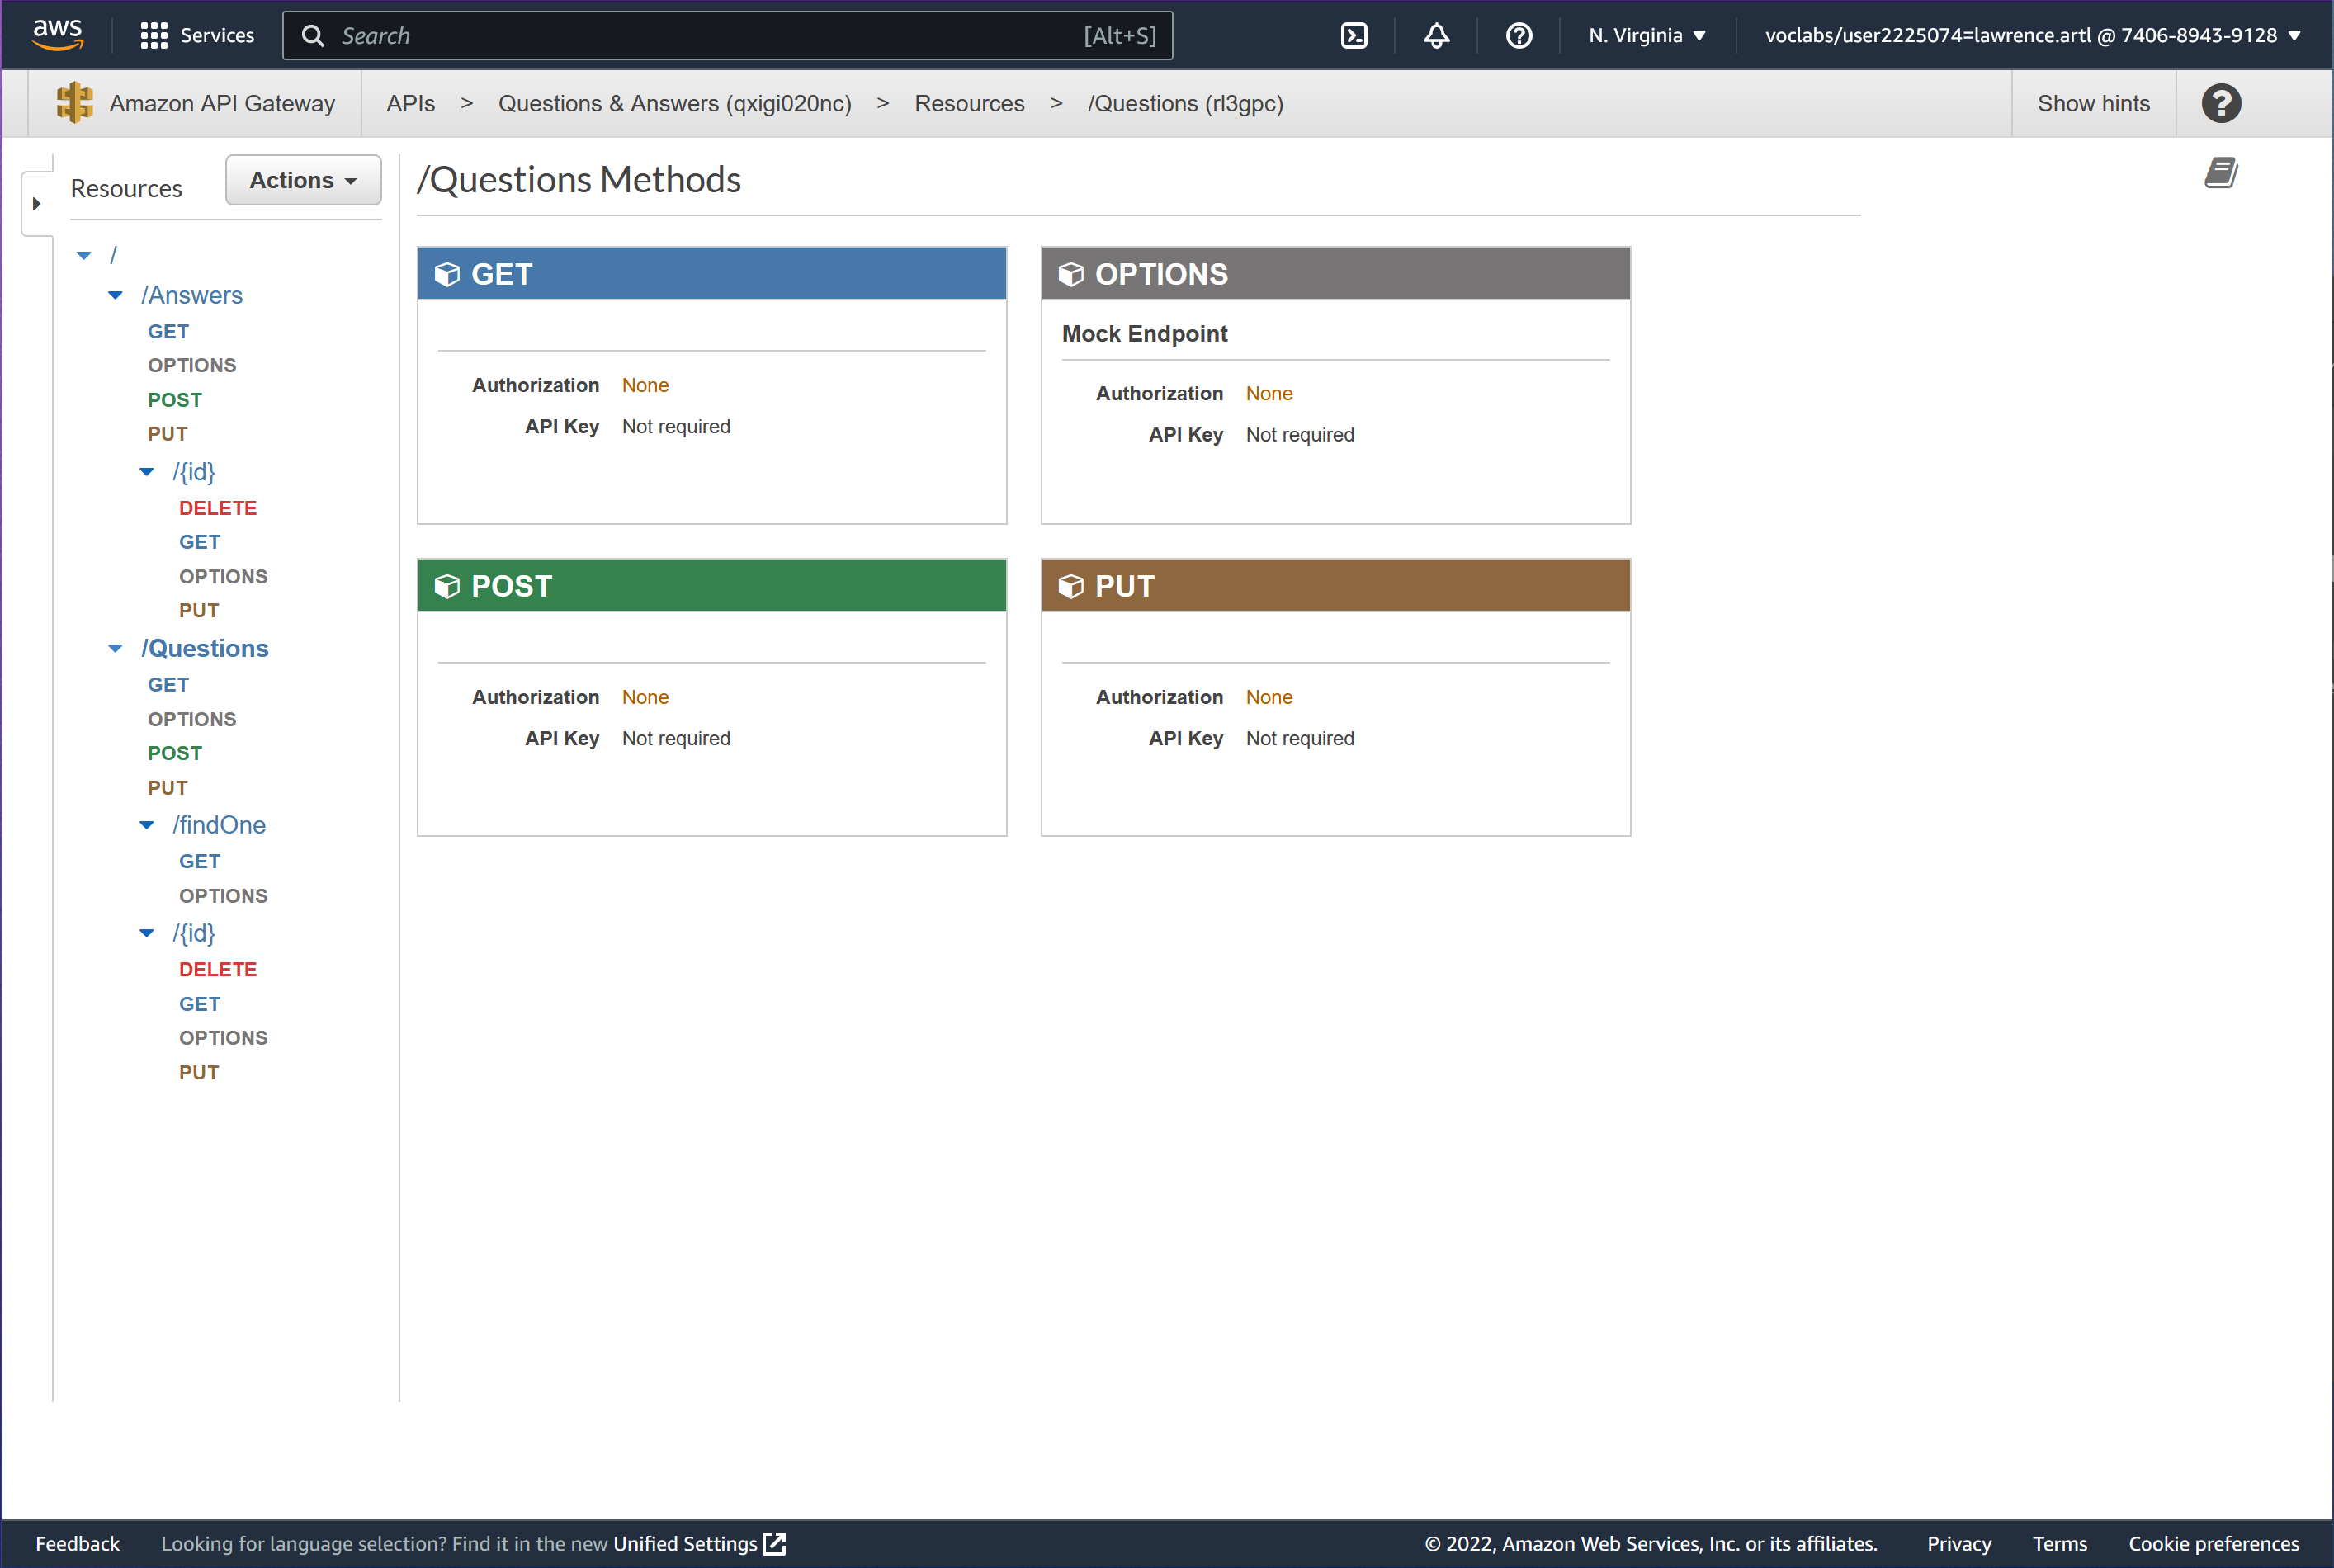 aws Services Search [Alt+S] N. Virginia ▼ voclabs/user2225074=lawrence.artl @ 7406-8943-9128 ▼
Amazon API Gateway APIs > Questions & Answers (qxigi020nc) > Resources > /Questions (rl3gpc) Show hints ?
Resources
Actions
/
/Answers
GET
OPTIONS
POST
PUT
/{id}
DELETE
GET
OPTIONS
PUT
/Questions
GET
OPTIONS
POST
PUT
/findOne
GET
OPTIONS
/{id}
DELETE
GET
OPTIONS
PUT
/Questions Methods
GET
Authorization None
API Key Not required
OPTIONS
Mock Endpoint
Authorization None
API Key Not required
POST
Authorization None
API Key Not required
PUT
Authorization None
API Key Not required
Feedback Looking for language selection? Find it in the new Unified Settings © 2022, Amazon Web Services, Inc. or its affiliates. Privacy Terms Cookie preferences